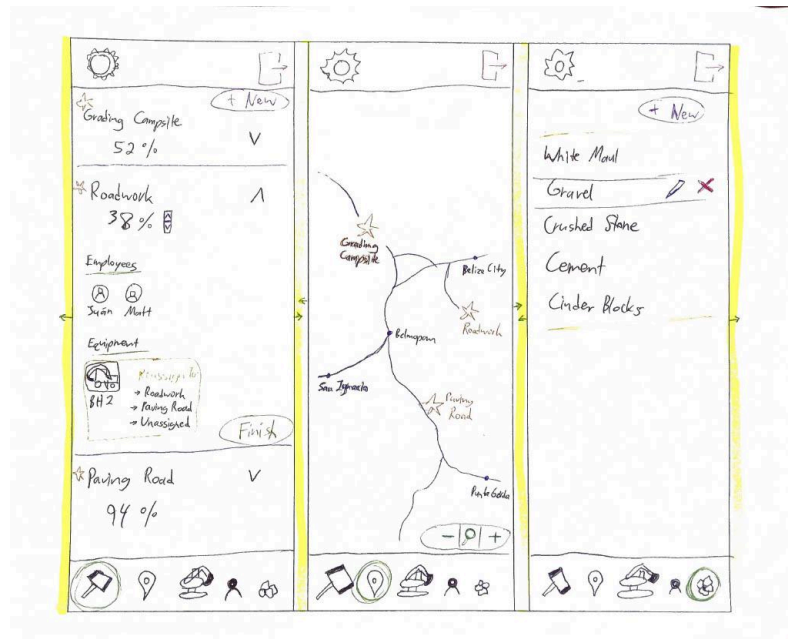 + New
Grading Campsite
52 %
Roadwork
38 %
Employees
Juan Matt
Equipment
BH2
→ Roadwork
→ Paving Road
→ Unassigned
Finish
Paving Road
94 %
Grading
Campsite
Belize City
Roadwork
Belmopan
San Ignacio
Paving
Road
Punta Gorda
- +
+ New
White Maul
Gravel
Crushed Stone
Cement
Cinder Blocks